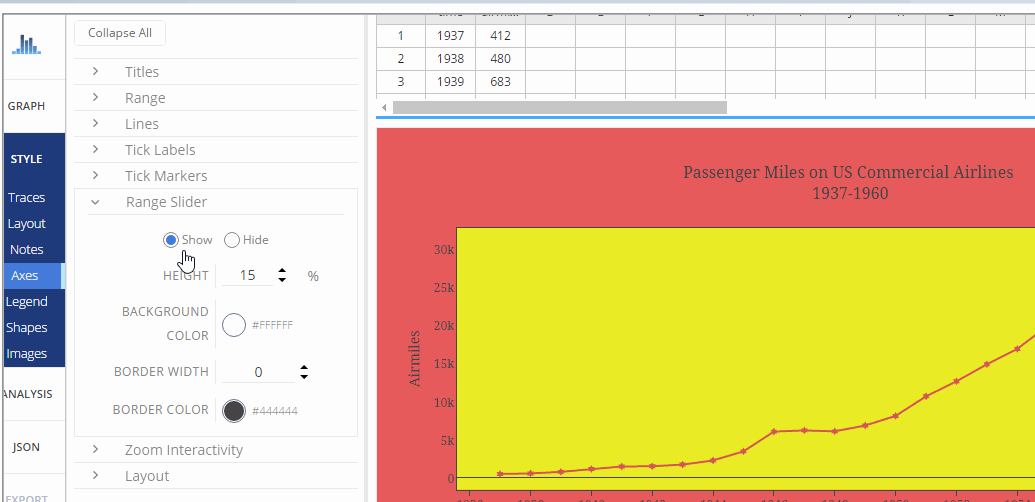 Collapse All
GRAPH
STYLE
Traces
Layout
Notes
Axes
Legend
Shapes
Images
ANALYSIS
JSON
EXPORT
Titles
Range
Lines
Tick Labels
Tick Markers
Range Slider
Show Hide
HEIGHT 15 %
BACKGROUND
COLOR #FFFFFF
BORDER WIDTH 0
BORDER COLOR #444444
Zoom Interactivity
Layout
1 1937 412
2 1938 480
3 1939 683
Passenger Miles on US Commercial Airlines
1937-1960
Airmiles
30k
25k
20k
15k
10k
5k
0